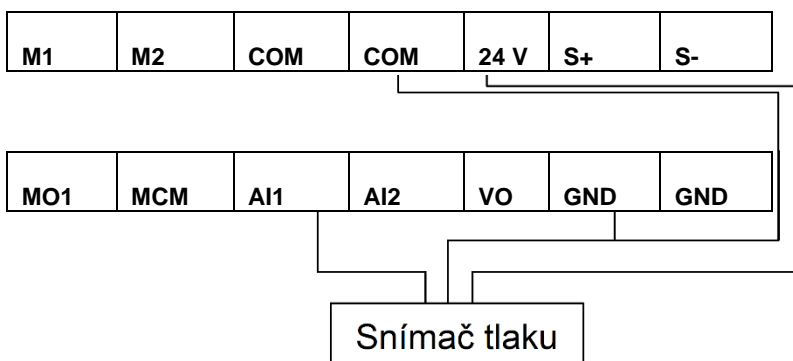 M1 M2 COM COM 24 V S+ S-
MO1 MCM AI1 AI2 VO GND GND
Snímač tlaku